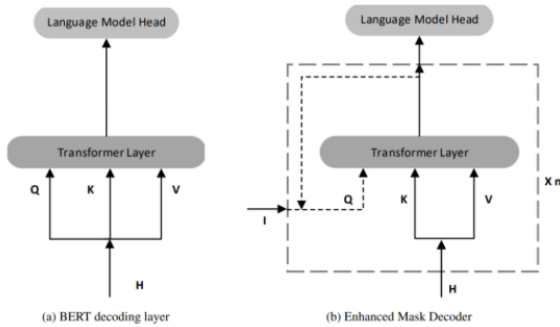 Language Model Head
Transformer Layer
Q
K
V
H
(a) BERT decoding layer
Language Model Head
Transformer Layer
Q
K
V
I
X n
H
(b) Enhanced Mask Decoder